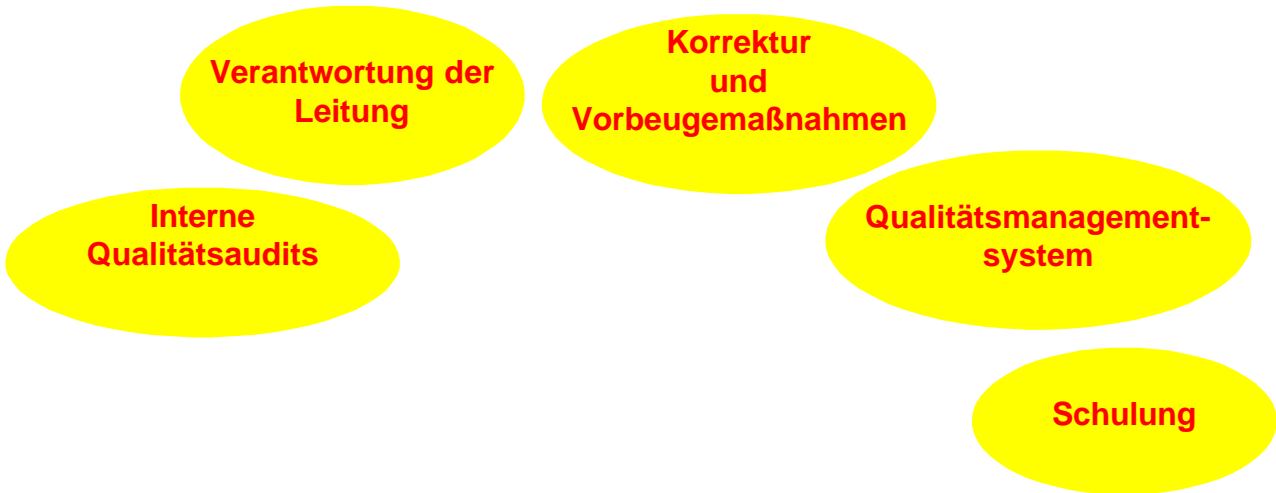 Verantwortung der
Leitung
Korrektur
und
Vorbeugemaßnahmen
Interne
Qualitätsaudits
Qualitätsmanagement-
system
Schulung